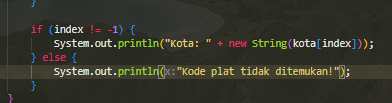 }
if (index != -1) {
System.out.println("Kota: " + new String(kota[index]));
} else {
System.out.println(x:"Kode plat tidak ditemukan!");
}
}